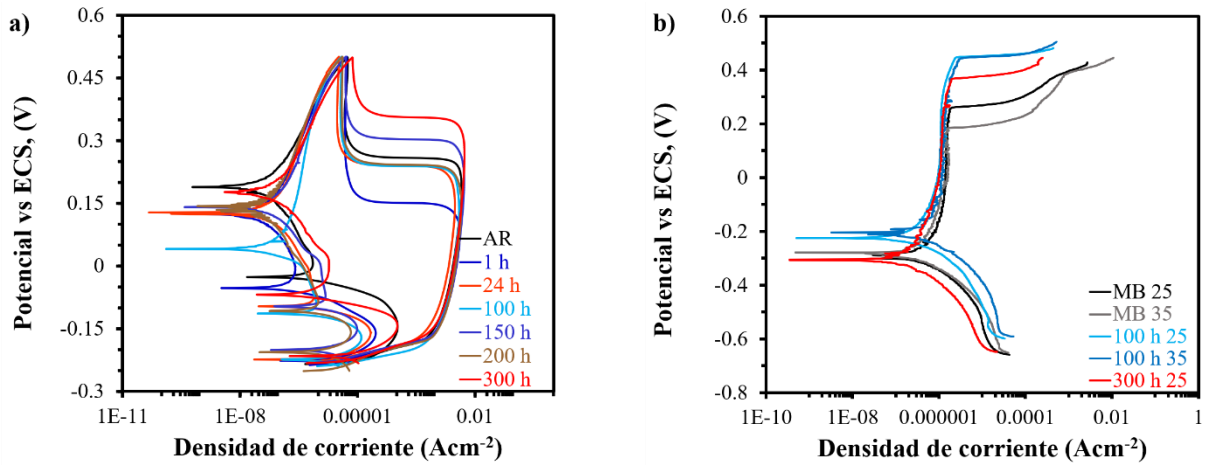 a)
0.6
0.45
0.3
0.15
0
-0.15
-0.3
Potencial vs ECS, (V)
AR
1 h
24 h
100 h
150 h
200 h
300 h
1E-11
1E-08
0.00001
0.01
Densidad de corriente (Acm-2)
b)
0.6
0.4
0.2
0
-0.2
-0.4
-0.6
-0.8
Potencial vs ECS, (V)
MB 25
MB 35
100 h 25
100 h 35
300 h 25
1E-10
0.000001
0.01
1
Densidad de corriente (Acm-2)